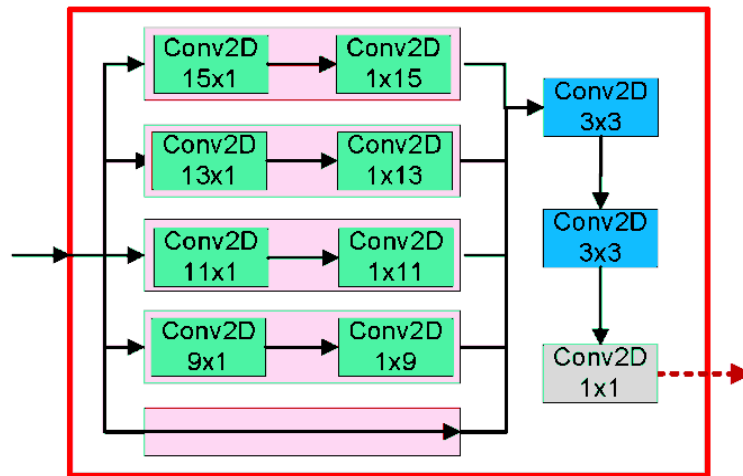 Conv2D
15x1
Conv2D
1x15
Conv2D
13x1
Conv2D
1x13
Conv2D
11x1
Conv2D
1x11
Conv2D
9x1
Conv2D
1x9
Conv2D
3x3
Conv2D
3x3
Conv2D
1x1